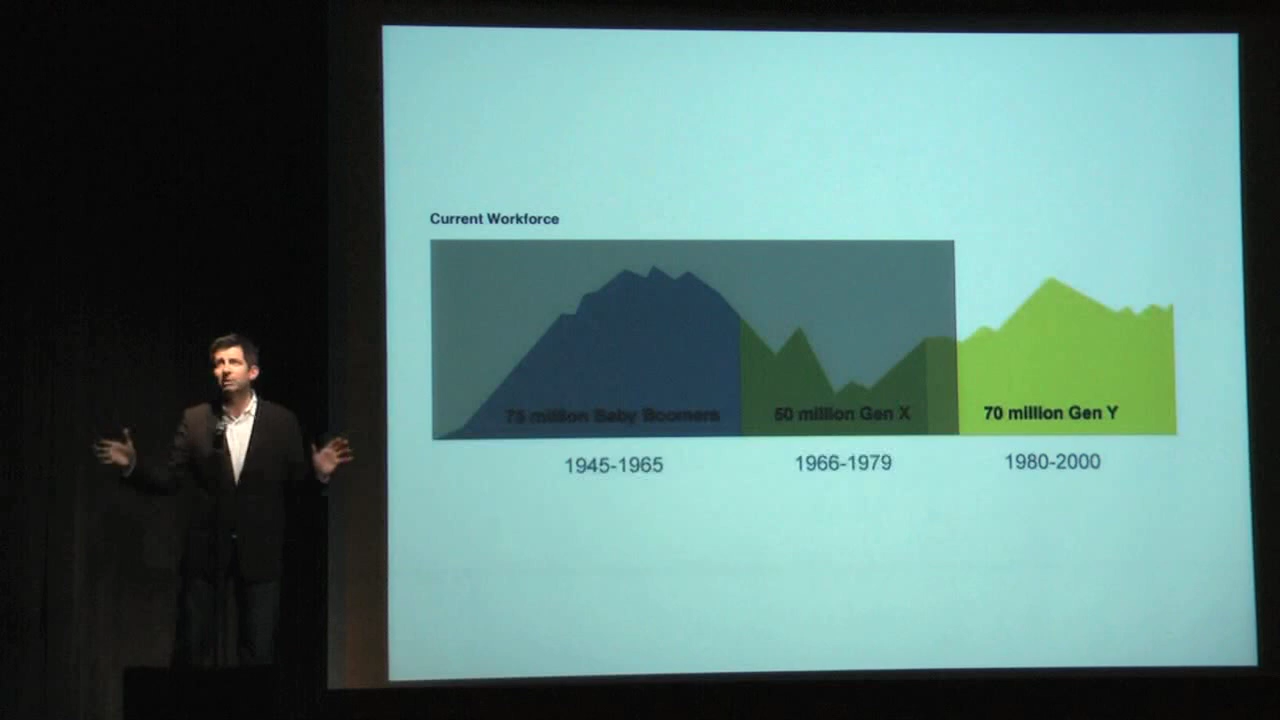 Current Workforce
75 million Baby Boomers 50 million Gen X 70 million Gen Y
1945-1965 1966-1979 1980-2000